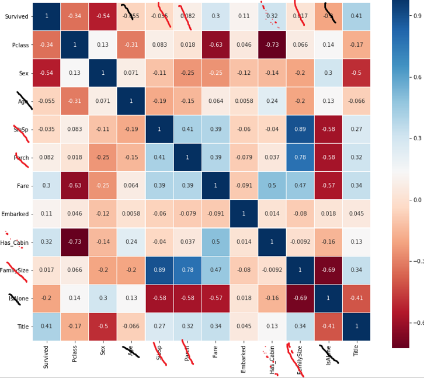 Survived 1 -0.34 -0.54 -0.055 -0.035 0.082 0.3 0.11 0.32 0.017 -0.2 0.41
Pclass -0.34 1 0.13 -0.31 0.083 0.018 -0.63 0.046 -0.73 0.066 0.14 -0.17
Sex -0.54 0.13 1 0.071 -0.11 -0.25 -0.25 -0.12 -0.14 -0.2 0.3 -0.5
Age -0.055 -0.31 0.071 1 -0.19 -0.15 0.064 0.0058 0.24 -0.2 0.13 -0.066
SibSp -0.035 0.083 -0.11 -0.19 1 0.41 0.39 -0.06 -0.04 0.89 -0.58 0.27
Parch 0.082 0.018 -0.25 -0.15 0.41 1 0.39 -0.079 0.037 0.78 -0.58 0.32
Fare 0.3 -0.63 -0.25 0.064 0.39 0.39 1 -0.091 0.5 0.47 -0.57 0.34
Embarked 0.11 0.046 -0.12 0.0058 -0.06 -0.079 -0.091 1 0.014 -0.08 0.018 0.045
Has_Cabin 0.32 -0.73 -0.14 0.24 -0.04 0.037 0.5 0.014 1 -0.0092 -0.16 0.13
FamilySize 0.017 0.066 -0.2 -0.2 0.89 0.78 0.47 -0.08 -0.0092 1 -0.69 0.34
IsAlone -0.2 0.14 0.3 0.13 -0.58 -0.58 -0.57 0.018 -0.16 -0.69 1 -0.41
Title 0.41 -0.17 -0.5 -0.066 0.27 0.32 0.34 0.045 0.13 0.34 -0.41 1
Survived Pclass Sex Age SibSp Parch Fare Embarked Has_Cabin FamilySize IsAlone Title
0.9
0.6
0.3
0.0